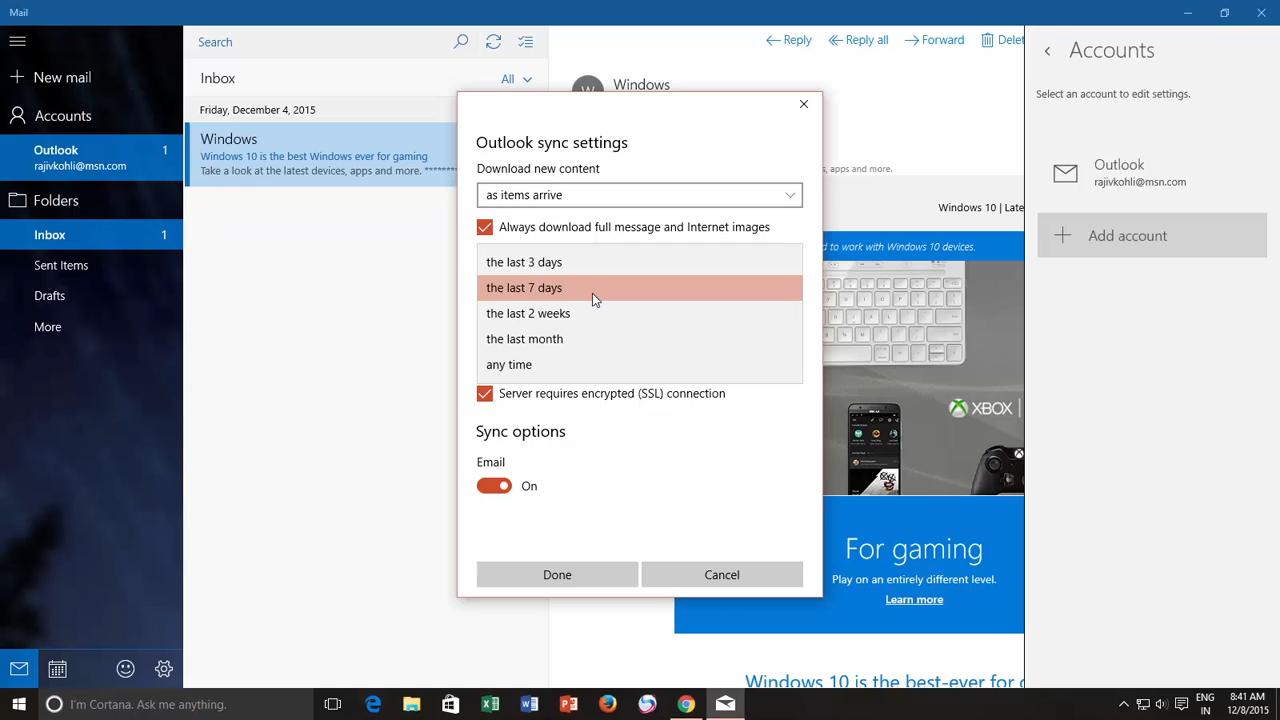 Mail
New mail
Accounts
Outlook 1
rajivkohli@msn.com
Folders
Inbox 1
Sent Items
Drafts
More
Search
Inbox All
Friday, December 4, 2015
Windows
Windows 10 is the best Windows ever for gaming
Take a look at the latest devices, apps and more. *******
Reply Reply all Forward Delet
W Windows
s, apps and more.
Windows 10 | Late
d to work with Windows 10 devices.
XBOX |
For gaming
Play on an entirely different level.
Learn more
Windows 10 is the best-ever for
Outlook sync settings
Download new content
as items arrive
Always download full message and Internet images
the last 3 days
the last 7 days
the last 2 weeks
the last month
any time
Server requires encrypted (SSL) connection
Sync options
Email
On
Done Cancel
Accounts
Select an account to edit settings.
Outlook
rajivkohli@msn.com
Add account
I'm Cortana. Ask me anything.
ENG
IN
8:41 AM
12/8/2015